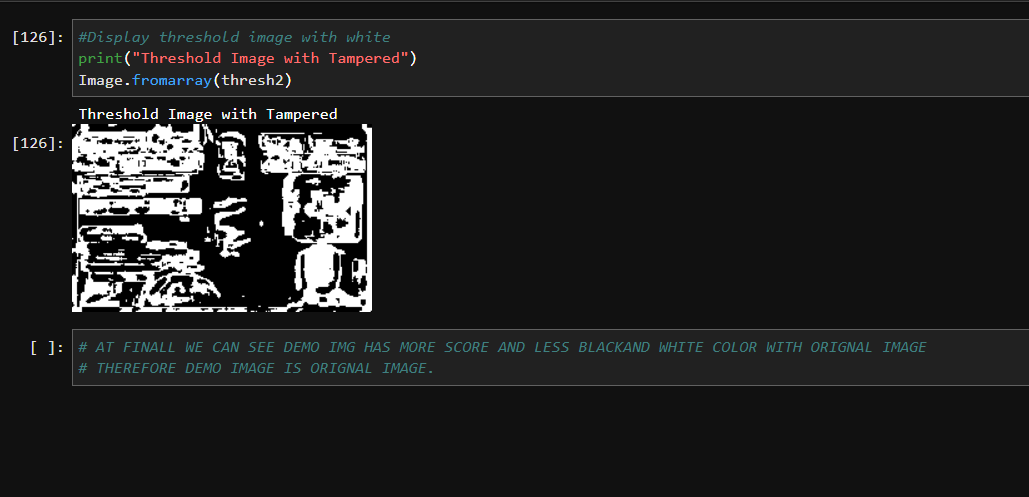 [126]: #Display threshold image with white
print("Threshold Image with Tampered")
Image.fromarray(thresh2)
Threshold Image with Tampered
[126]:
[ ]: # AT FINALL WE CAN SEE DEMO IMG HAS MORE SCORE AND LESS BLACKAND WHITE COLOR WITH ORIGNAL IMAGE
# THEREFORE DEMO IMAGE IS ORIGNAL IMAGE.